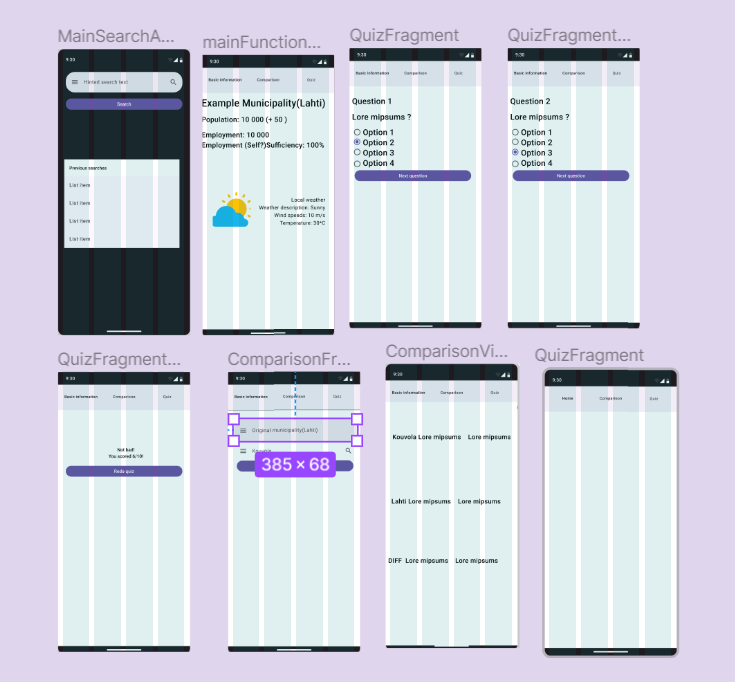 MainSearchA...
9:30
Hinted search text
Search
Previous searches
List item
List item
List item
List item
mainFunction...
9:30
Basic information Comparison Quiz
Example Municipality(Lahti)
Population: 10 000 (+ 50 )
Employment: 10 000
Employment (Self?)Sufficiency: 100%
Local weather
Weather description: Sunny
Wind speeds: 10 m/s
Temperature: 30°C
QuizFragment
9:30
Basic information Comparison Quiz
Question 1
Lore mipsums ?
Option 1
Option 2
Option 3
Option 4
Next question
QuizFragment...
9:30
Basic information Comparison Quiz
Question 2
Lore mipsums ?
Option 1
Option 2
Option 3
Option 4
Next question
QuizFragment...
9:30
Basic information Comparison Quiz
Not bad!
You scored 6/10!
Redo quiz
ComparisonFr...
9:30
Basic information Comparison Quiz
Original municipality(Lahti)
385 × 68
ComparisonVi...
9:30
Basic information Comparison Quiz
Kouvola Lore mipsums Lore mipsums
Lahti Lore mipsums Lore mipsums
DIFF Lore mipsums Lore mipsums
QuizFragment
9:30
Home Comparison Quiz